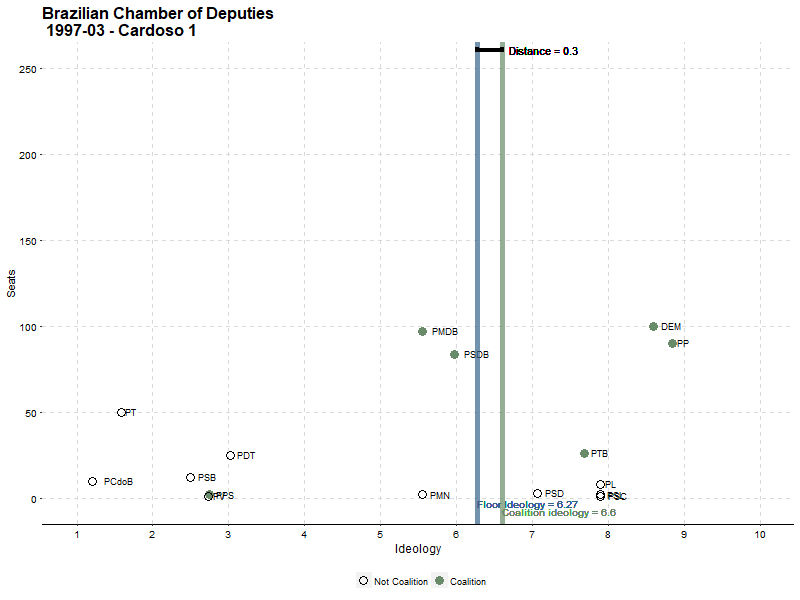 Brazilian Chamber of Deputies
1997-03 - Cardoso 1
Distance = 0.3
250
200
150
100
50
0
Seats
DEM
PMDB
PP
PSDB
PT
PTB
PDT
PSB
PCdoB
PL
PPS
PV
PMN
PSD
PSC
Floor Ideology = 6.27
Coalition ideology = 6.6
1 2 3 4 5 6 7 8 9 10
Ideology
Not Coalition Coalition